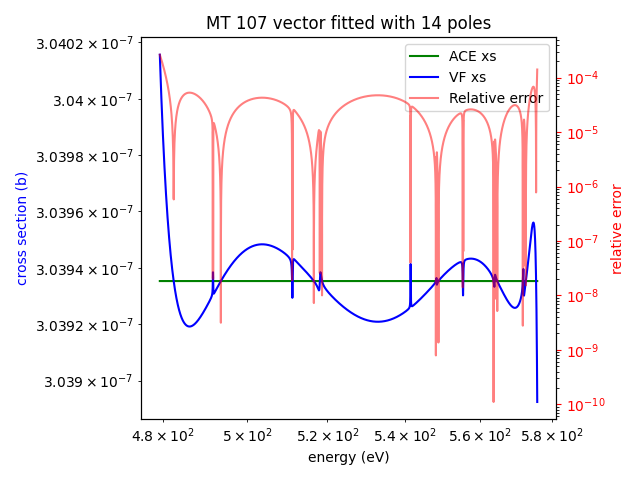 MT 107 vector fitted with 14 poles
ACE xs
VF xs
Relative error
cross section (b)
3.0402 × 10⁻⁷
3.04 × 10⁻⁷
3.0398 × 10⁻⁷
3.0396 × 10⁻⁷
3.0394 × 10⁻⁷
3.0392 × 10⁻⁷
3.039 × 10⁻⁷
10⁻⁴
10⁻⁵
10⁻⁶
10⁻⁷
10⁻⁸
10⁻⁹
10⁻¹⁰
relative error
4.8 × 10² 5 × 10² 5.2 × 10² 5.4 × 10² 5.6 × 10² 5.8 × 10²
energy (eV)